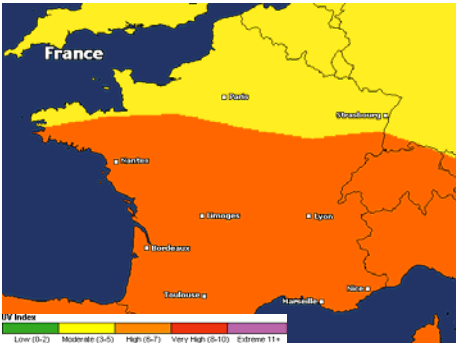 France
Paris
Strasbourg
Nantes
Limoges
Lyon
Bordeaux
Nice
Toulouse
Marseille
UV Index
Low (0-2) Moderate (3-5) High (6-7) Very High (8-10) Extreme 11+